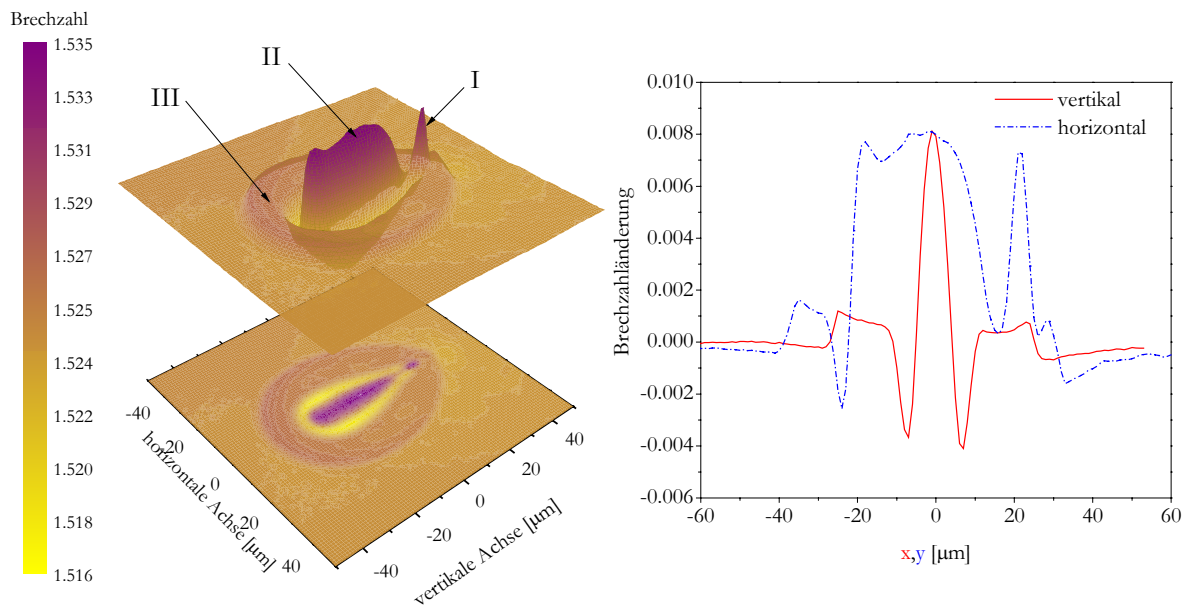 Brechzahl
1.535
1.533
1.531
1.529
1.527
1.525
1.524
1.522
1.520
1.518
1.516
I
II
III
-40
-20
0
20
40
horizontale Achse [µm]
-40
-20
0
20
40
vertikale Achse [µm]
0.010
0.008
0.006
0.004
0.002
0.000
-0.002
-0.004
-0.006
Brechzahländerung
vertikal
horizontal
-60 -40 -20 0 20 40 60
x,y [µm]